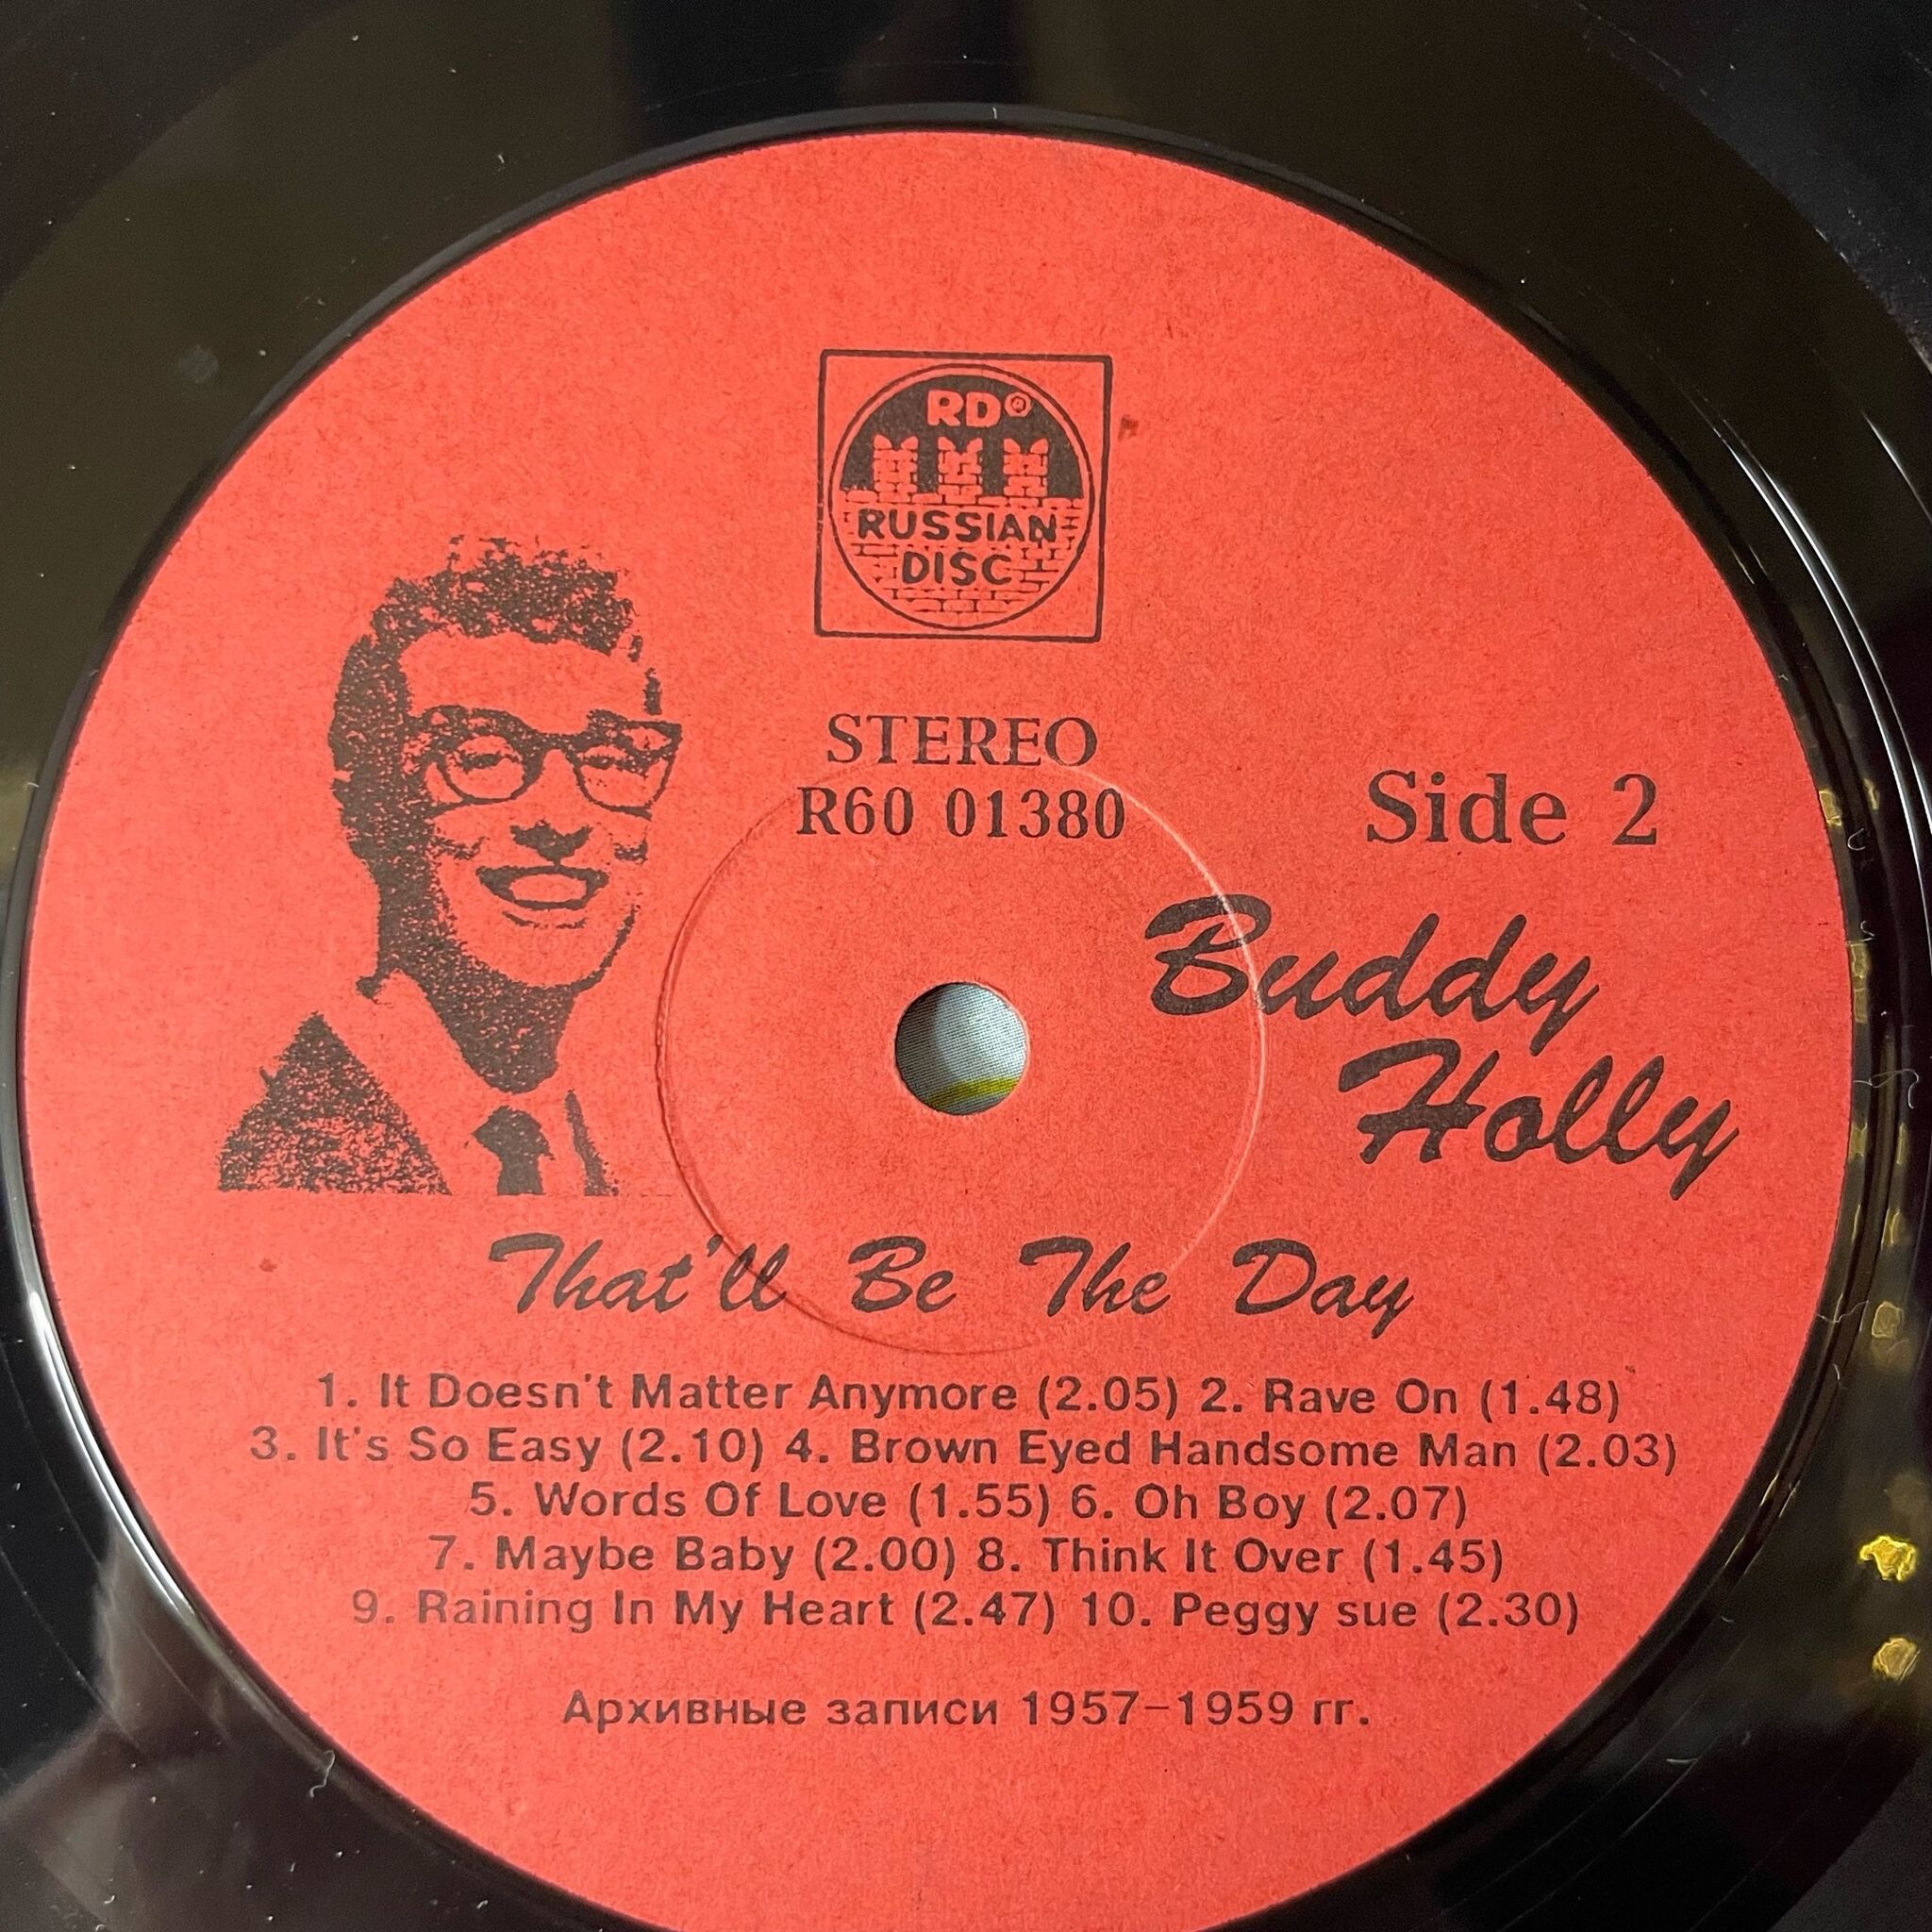 RD®
RUSSIAN
DISC
STEREO
R60 01380
Side 2
Buddy
Holly
That'll Be The Day
1. It Doesn't Matter Anymore (2.05) 2. Rave On (1.48)
3. It's So Easy (2.10) 4. Brown Eyed Handsome Man (2.03)
5. Words Of Love (1.55) 6. Oh Boy (2.07)
7. Maybe Baby (2.00) 8. Think It Over (1.45)
9. Raining In My Heart (2.47) 10. Peggy sue (2.30)
Архивные записи 1957-1959 гг.